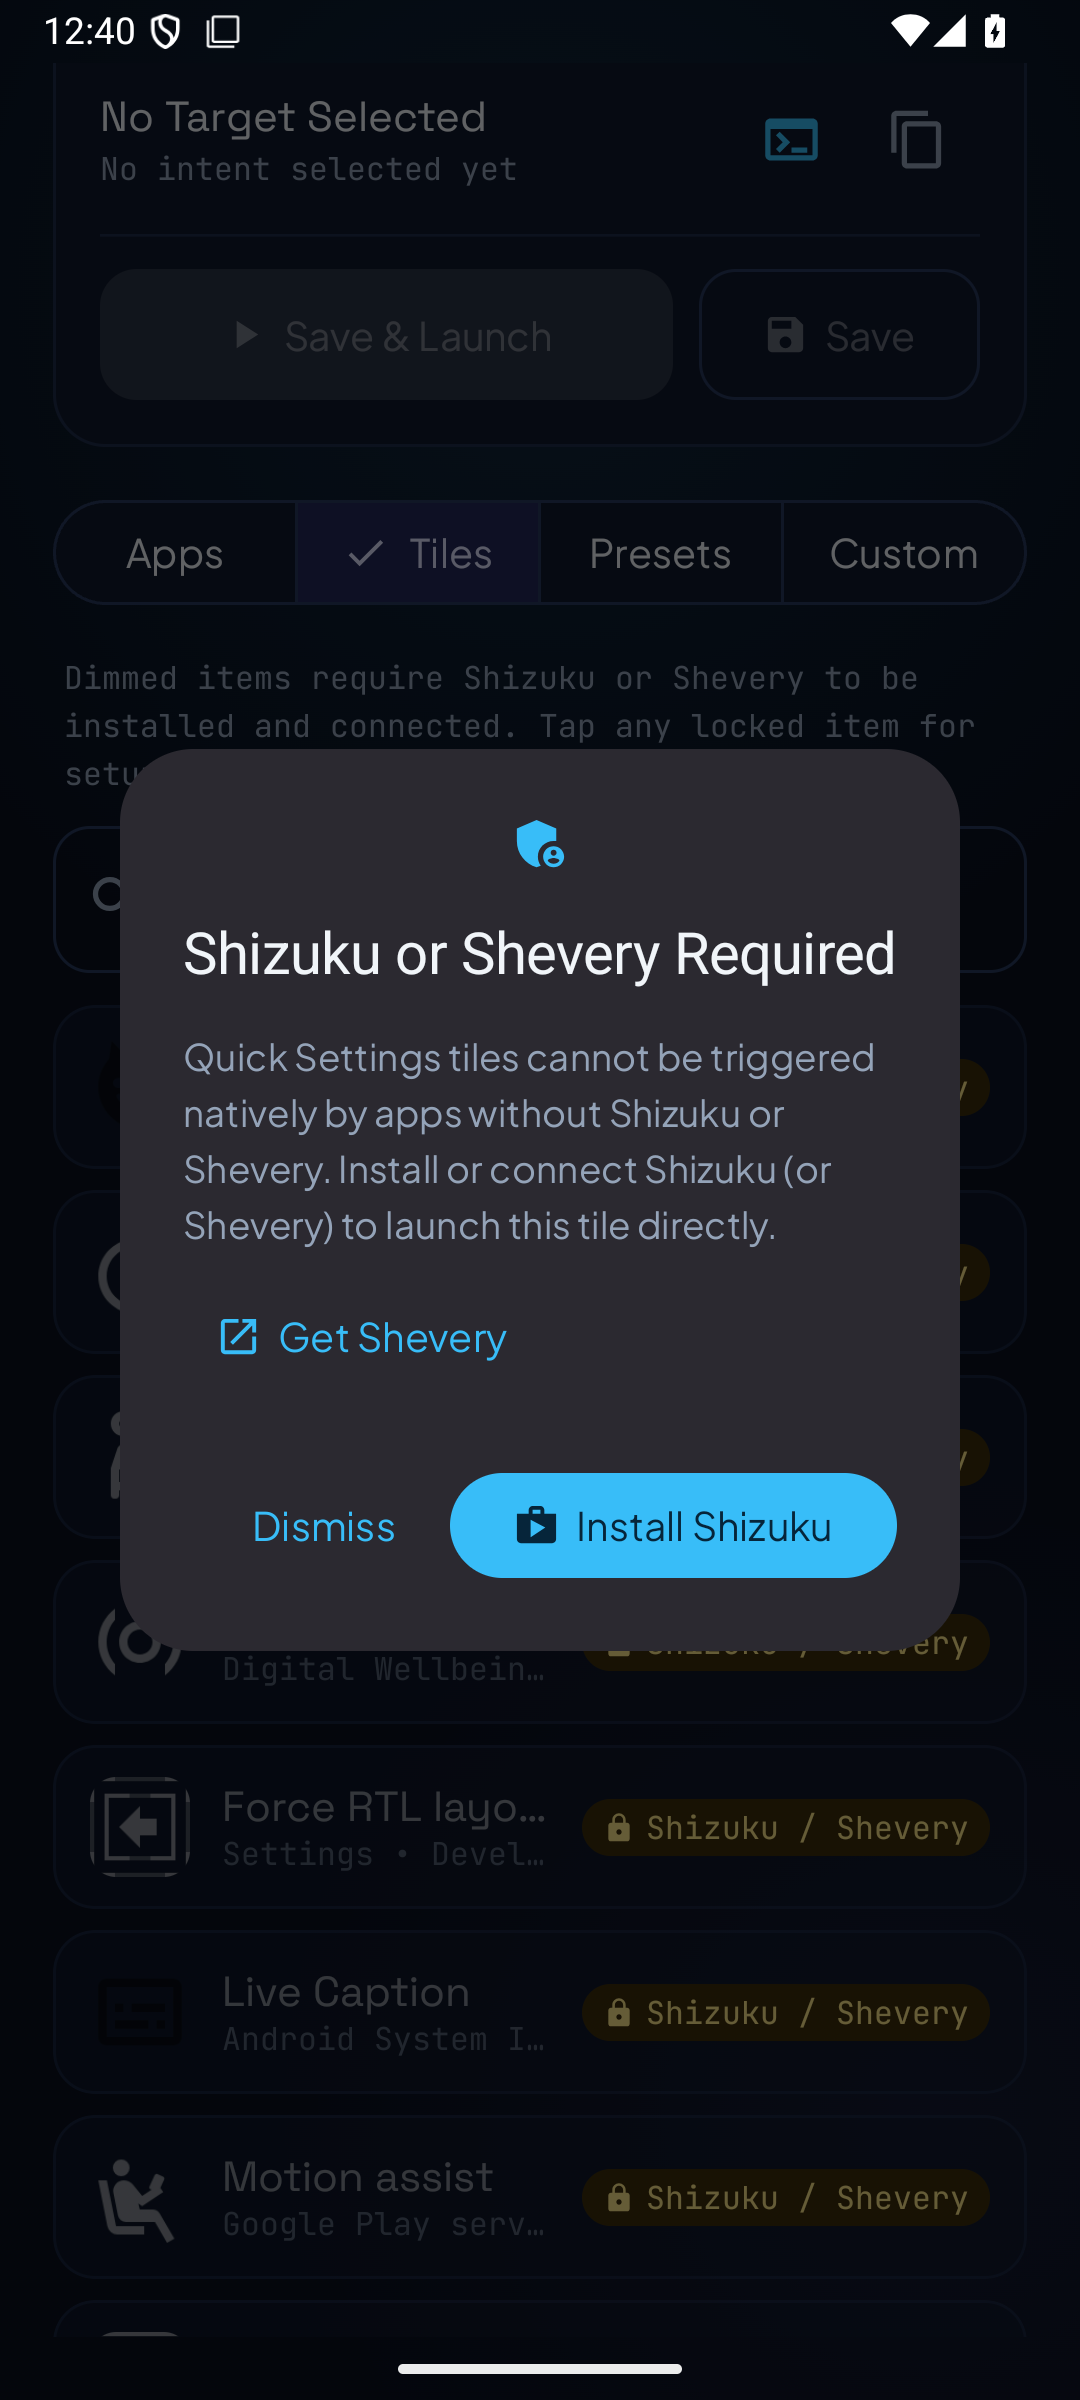 12:40
No Target Selected
No intent selected yet
Save & Launch
Save
Apps
Tiles
Presets
Custom
Dimmed items require Shizuku or Shevery to be
installed and connected. Tap any locked item for
Shizuku or Shevery Required
Quick Settings tiles cannot be triggered
natively by apps without Shizuku or
Shevery. Install or connect Shizuku (or
Shevery) to launch this tile directly.
Get Shevery
Dismiss
Install Shizuku
Digital Wellbein…
Shizuku / Shevery
Force RTL layo…
Settings • Devel…
Shizuku / Shevery
Live Caption
Android System I…
Shizuku / Shevery
Motion assist
Google Play serv…
Shizuku / Shevery